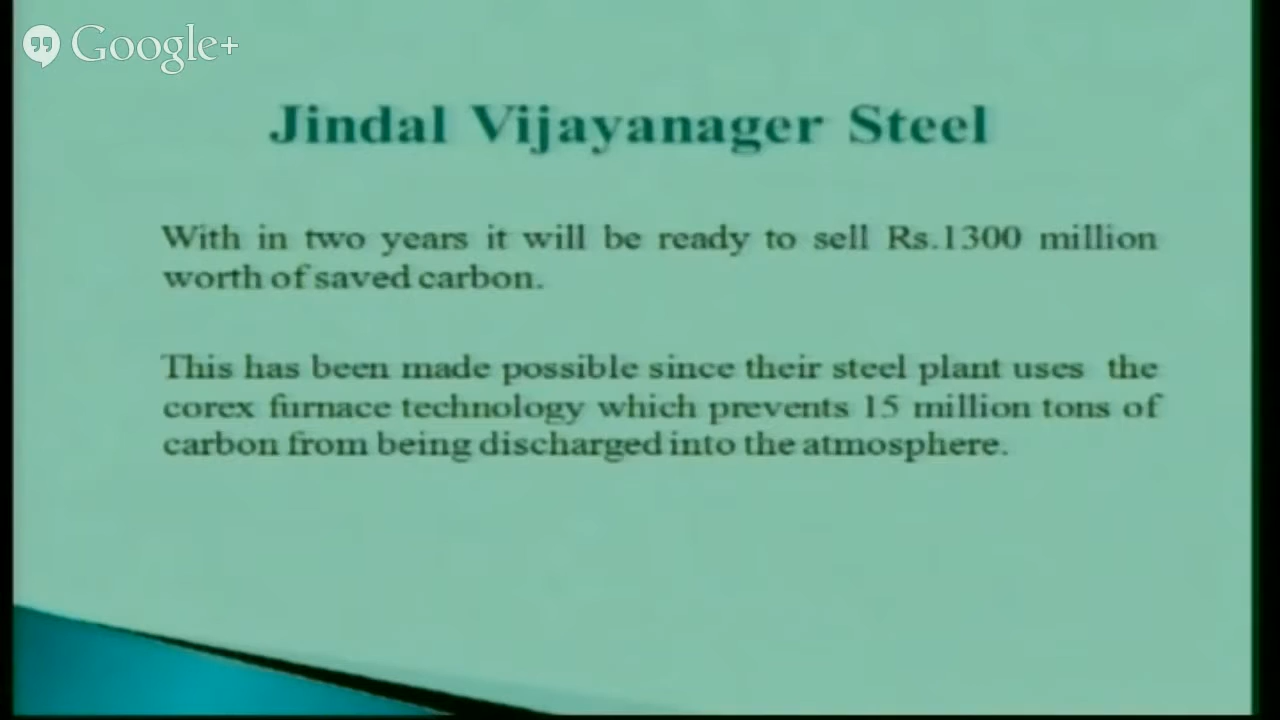 Google+
Jindal Vijayanager Steel
With in two years it will be ready to sell Rs.1300 million
worth of saved carbon.
This has been made possible since their steel plant uses the
corex furnace technology which prevents 15 million tons of
carbon from being discharged into the atmosphere.